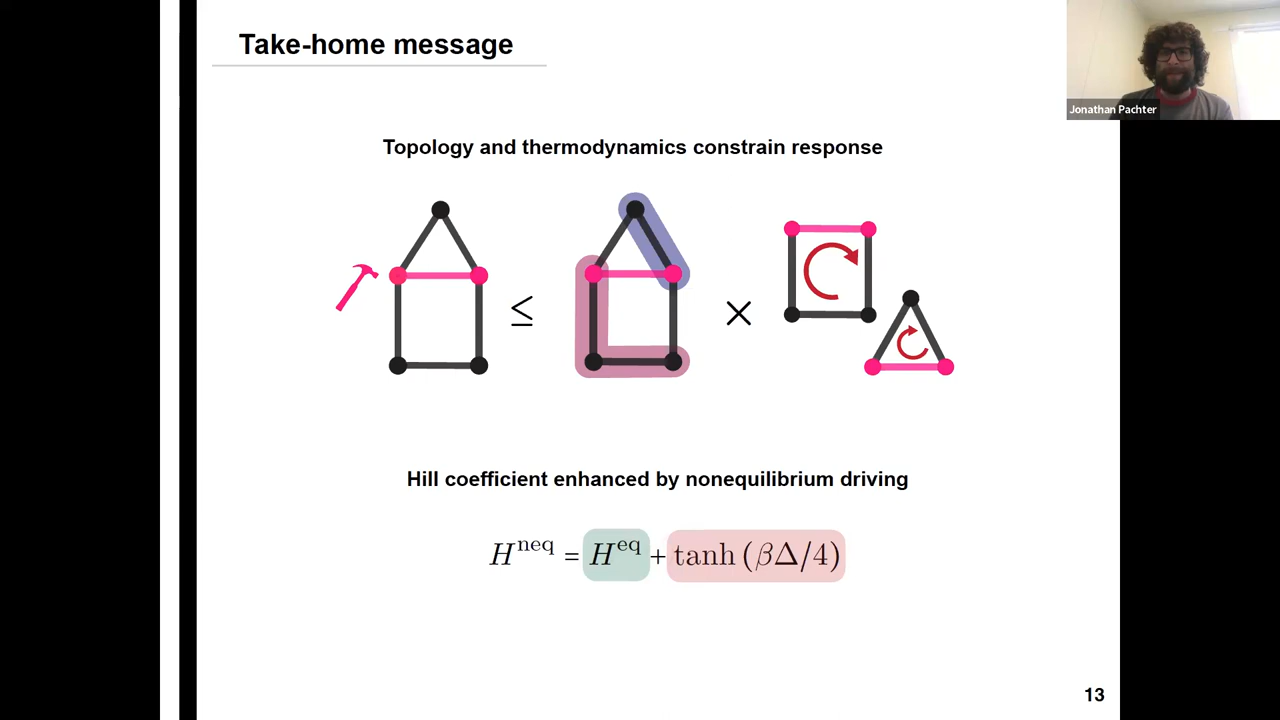 Take-home message
Jonathan Pachter
Topology and thermodynamics constrain response
≤ ×
Hill coefficient enhanced by nonequilibrium driving
H^neq = H^eq + tanh (βΔ/4)
13